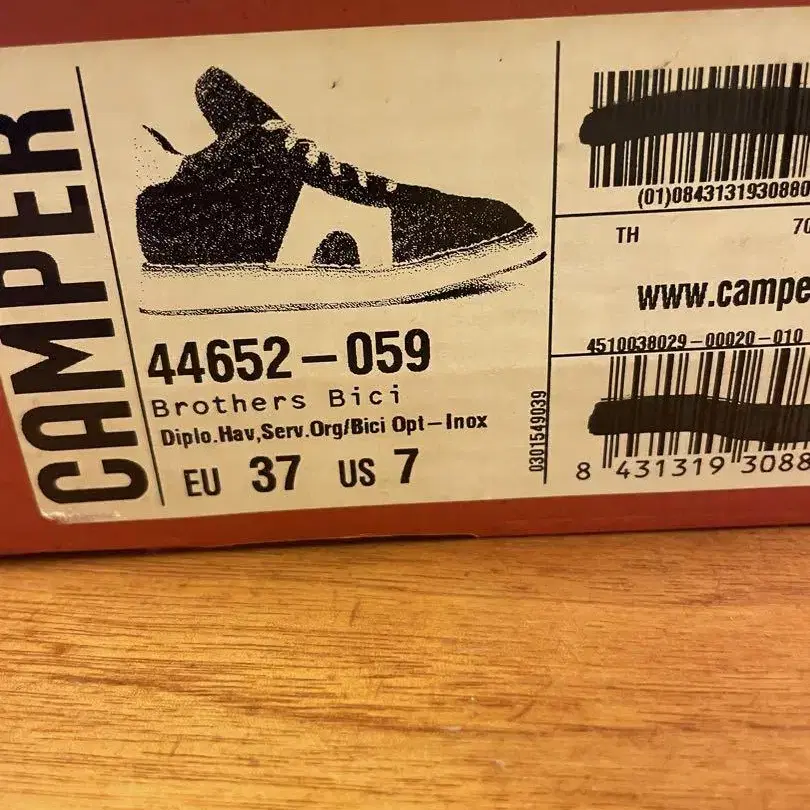 CAMPER
44652-059
Brothers Bici
Diplo.Hav,Serv.Org/Bici Opt-Inox
EU 37 US 7
0301549039
(01)0843131930880
TH 70
www.campe
4510038029-00020-010
8 431319 3088